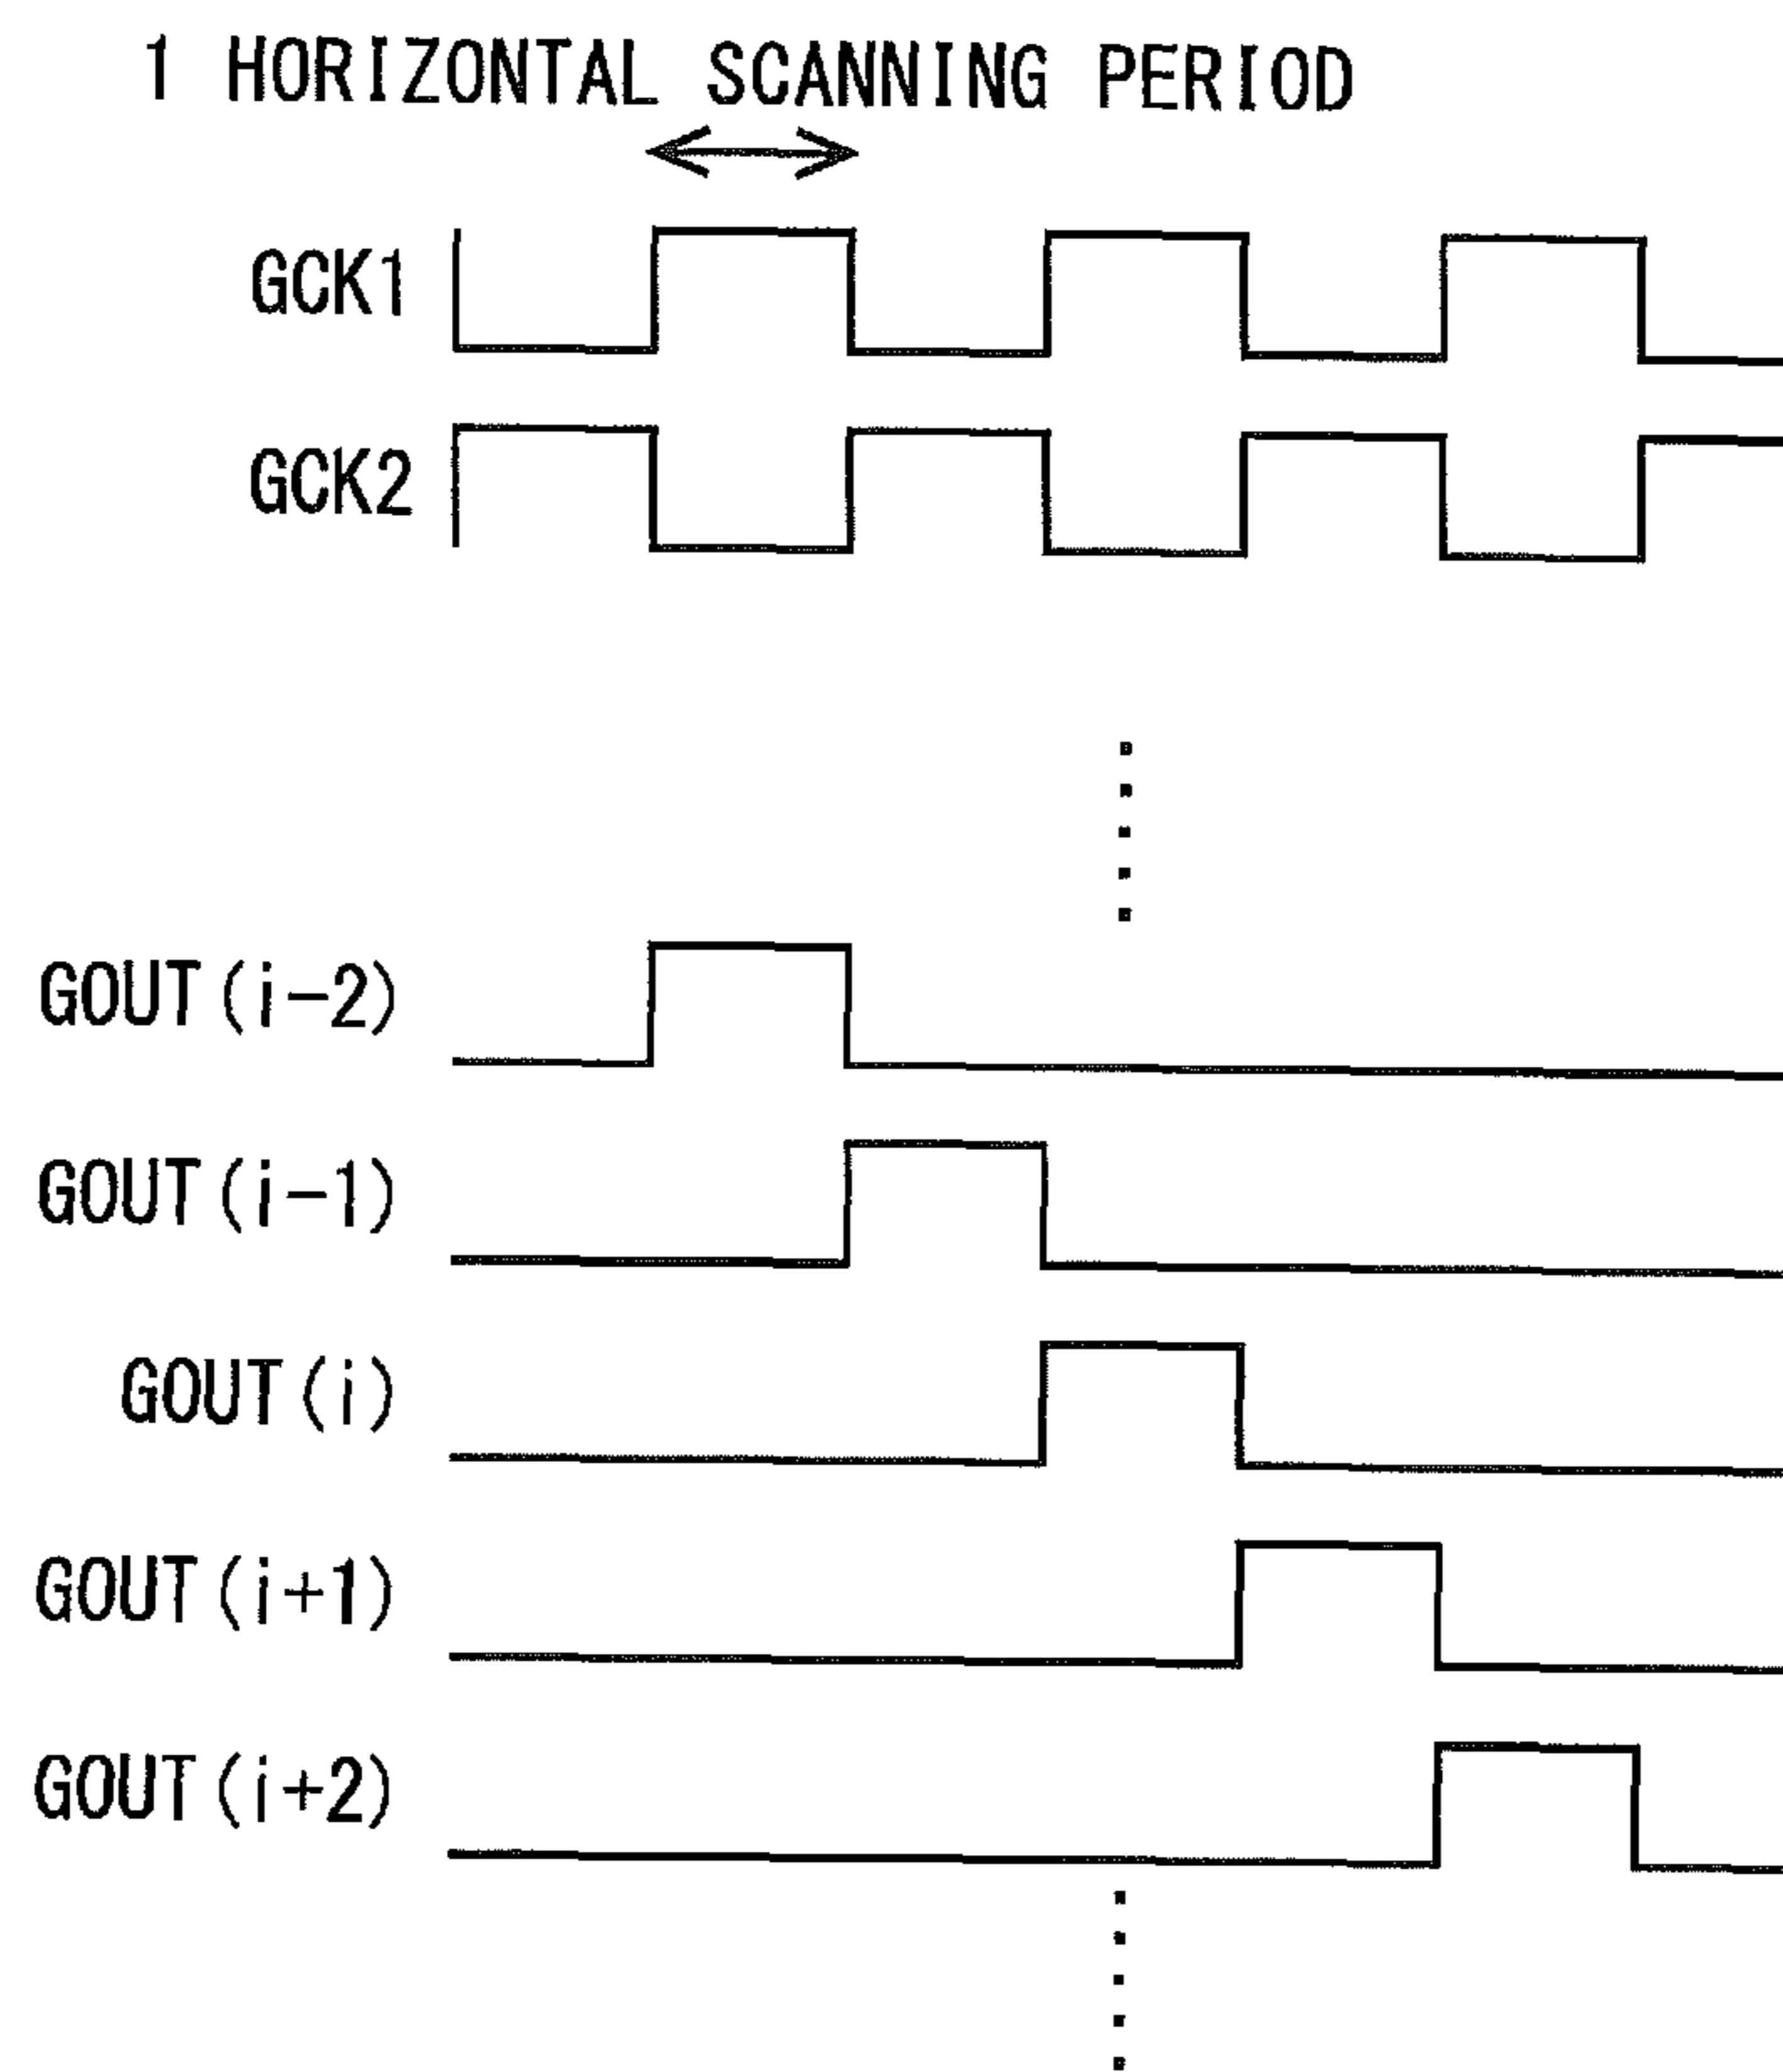 1 HORIZONTAL SCANNING PERIOD
GCK1
GCK2
GOUT(i-2)
GOUT(i-1)
GOUT(i)
GOUT(i+1)
GOUT(i+2)